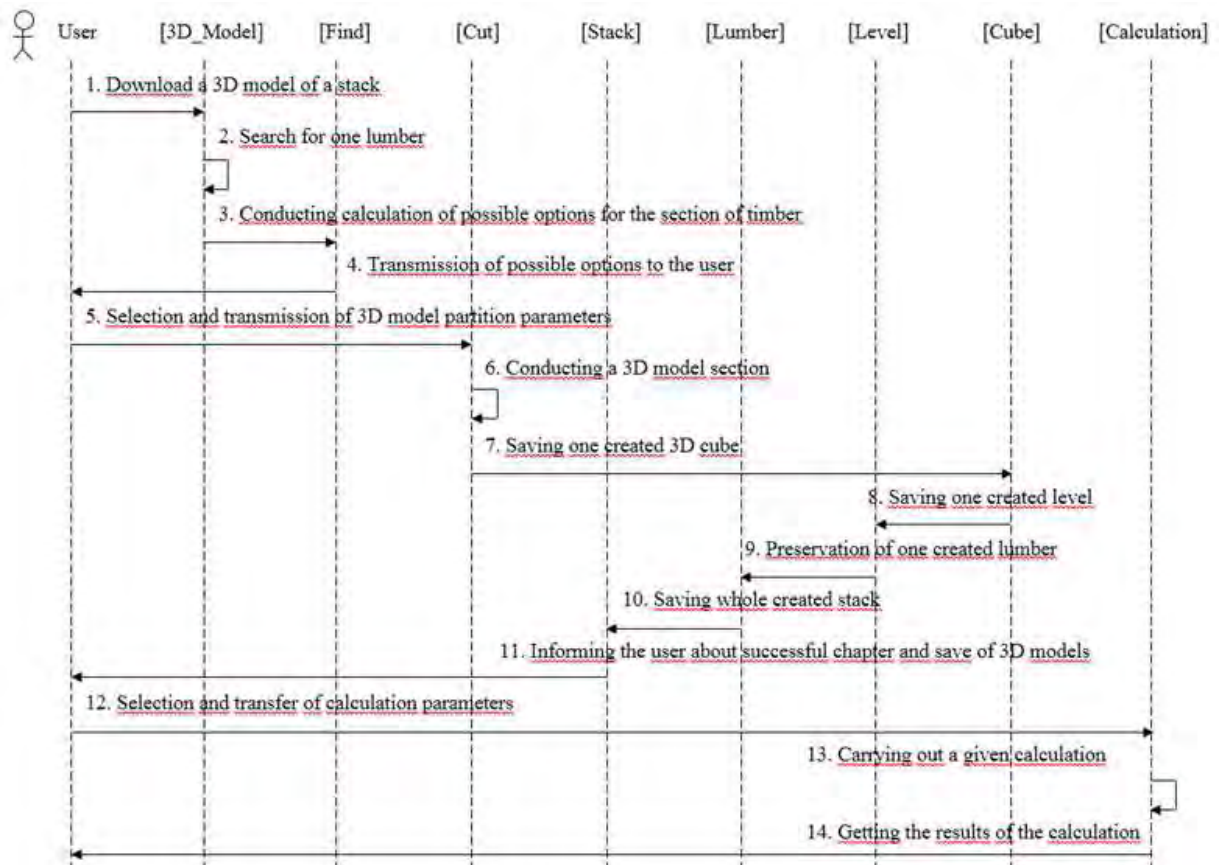 User [3D_Model] [Find] [Cut] [Stack] [Lumber] [Level] [Cube] [Calculation]
1. Download a 3D model of a stack
2. Search for one lumber
3. Conducting calculation of possible options for the section of timber
4. Transmission of possible options to the user
5. Selection and transmission of 3D model partition parameters
6. Conducting a 3D model section
7. Saving one created 3D cube
8. Saving one created level
9. Preservation of one created lumber
10. Saving whole created stack
11. Informing the user about successful chapter and save of 3D models
12. Selection and transfer of calculation parameters
13. Carrying out a given calculation
14. Getting the results of the calculation